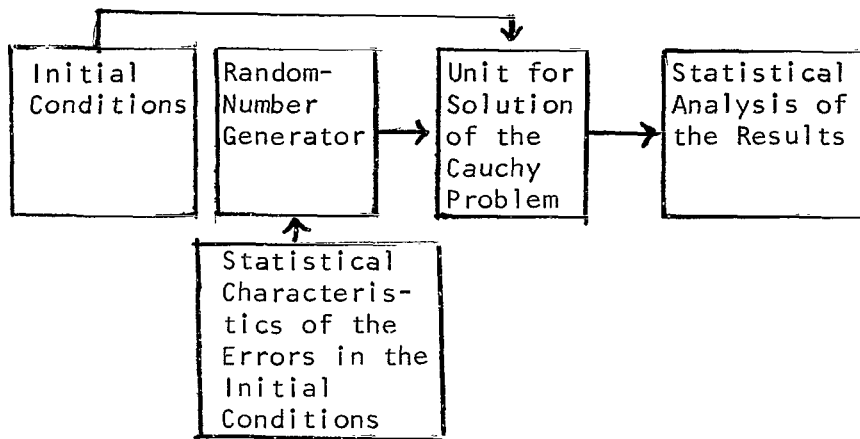 Initial
Conditions
Random-
Number
Generator
Unit for
Solution
of the
Cauchy
Problem
Statistical
Analysis of
the Results
Statistical
Characteris-
tics of the
Errors in the
Initial
Conditions